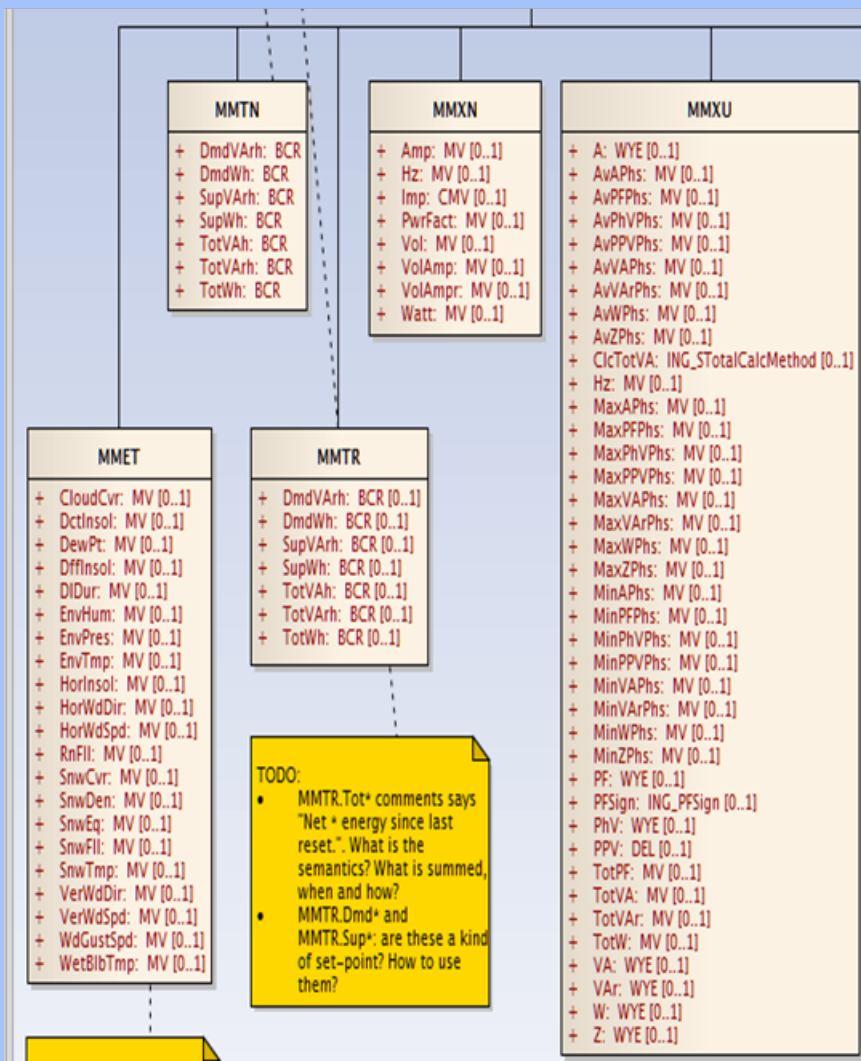 MMTN
+ DmdVArh: BCR
+ DmdWh: BCR
+ SupVArh: BCR
+ SupWh: BCR
+ TotVAh: BCR
+ TotVArh: BCR
+ TotWh: BCR
MMXN
+ Amp: MV [0..1]
+ Hz: MV [0..1]
+ Imp: CMV [0..1]
+ PwrFact: MV [0..1]
+ Vol: MV [0..1]
+ VolAmp: MV [0..1]
+ VolAmpr: MV [0..1]
+ Watt: MV [0..1]
MMXU
+ A: WYE [0..1]
+ AvAPhs: MV [0..1]
+ AvPFPhs: MV [0..1]
+ AvPhVPhs: MV [0..1]
+ AvPPVPhs: MV [0..1]
+ AvVAPhs: MV [0..1]
+ AvVArPhs: MV [0..1]
+ AvWPhs: MV [0..1]
+ AvZPhs: MV [0..1]
+ ClcTotVA: ING_STotalCalcMethod [0..1]
+ Hz: MV [0..1]
+ MaxAPhs: MV [0..1]
+ MaxPFPhs: MV [0..1]
+ MaxPhVPhs: MV [0..1]
+ MaxPPVPhs: MV [0..1]
+ MaxVAPhs: MV [0..1]
+ MaxVArPhs: MV [0..1]
+ MaxWPhs: MV [0..1]
+ MaxZPhs: MV [0..1]
+ MinAPhs: MV [0..1]
+ MinPFPhs: MV [0..1]
+ MinPhVPhs: MV [0..1]
+ MinPPVPhs: MV [0..1]
+ MinVAPhs: MV [0..1]
+ MinVArPhs: MV [0..1]
+ MinWPhs: MV [0..1]
+ MinZPhs: MV [0..1]
+ PF: WYE [0..1]
+ PFSign: ING_PFSign [0..1]
+ PhV: WYE [0..1]
+ PPV: DEL [0..1]
+ TotPF: MV [0..1]
+ TotVA: MV [0..1]
+ TotVAr: MV [0..1]
+ TotW: MV [0..1]
+ VA: WYE [0..1]
+ VAr: WYE [0..1]
+ W: WYE [0..1]
+ Z: WYE [0..1]
MMET
+ CloudCvr: MV [0..1]
+ DctInsol: MV [0..1]
+ DewPt: MV [0..1]
+ DffInsol: MV [0..1]
+ DlDur: MV [0..1]
+ EnvHum: MV [0..1]
+ EnvPres: MV [0..1]
+ EnvTmp: MV [0..1]
+ HorInsol: MV [0..1]
+ HorWdDir: MV [0..1]
+ HorWdSpd: MV [0..1]
+ RnFll: MV [0..1]
+ SnwCvr: MV [0..1]
+ SnwDen: MV [0..1]
+ SnwEq: MV [0..1]
+ SnwFll: MV [0..1]
+ SnwTmp: MV [0..1]
+ VerWdDir: MV [0..1]
+ VerWdSpd: MV [0..1]
+ WdGustSpd: MV [0..1]
+ WetBlbTmp: MV [0..1]
MMTR
+ DmdVArh: BCR [0..1]
+ DmdWh: BCR [0..1]
+ SupVArh: BCR [0..1]
+ SupWh: BCR [0..1]
+ TotVAh: BCR [0..1]
+ TotVArh: BCR [0..1]
+ TotWh: BCR [0..1]
TODO:
• MMTR.Tot* comments says
"Net * energy since last
reset.". What is the
semantics? What is summed,
when and how?
• MMTR.Dmd* and
MMTR.Sup*: are these a kind
of set-point? How to use
them?